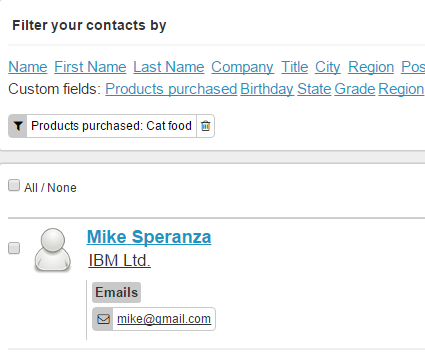 Filter your contacts by
Name First Name Last Name Company Title City Region Pos
Custom fields: Products purchased Birthday State Grade Region
Products purchased: Cat food
All / None
Mike Speranza
IBM Ltd.
Emails
mike@gmail.com